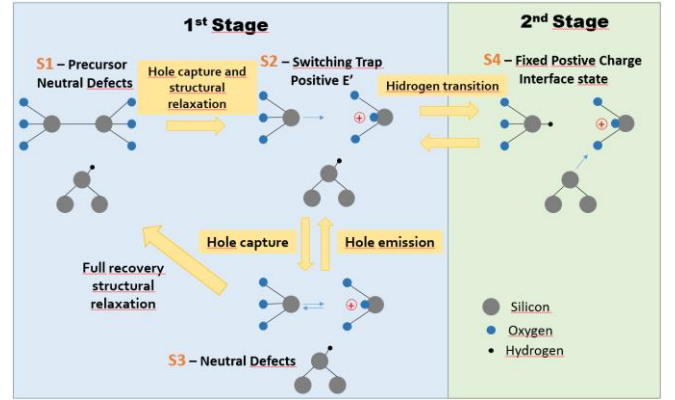 1st Stage
2nd Stage
S1 – Precursor
Neutral Defects
Hole capture and
structural
relaxation
S2 – Switching Trap
Positive E'
Hidrogen transition
S4 – Fixed Postive Charge
Interface state
+
+
Full recovery
structural
relaxation
Hole capture
Hole emission
+
S3 – Neutral Defects
Silicon
Oxygen
Hydrogen